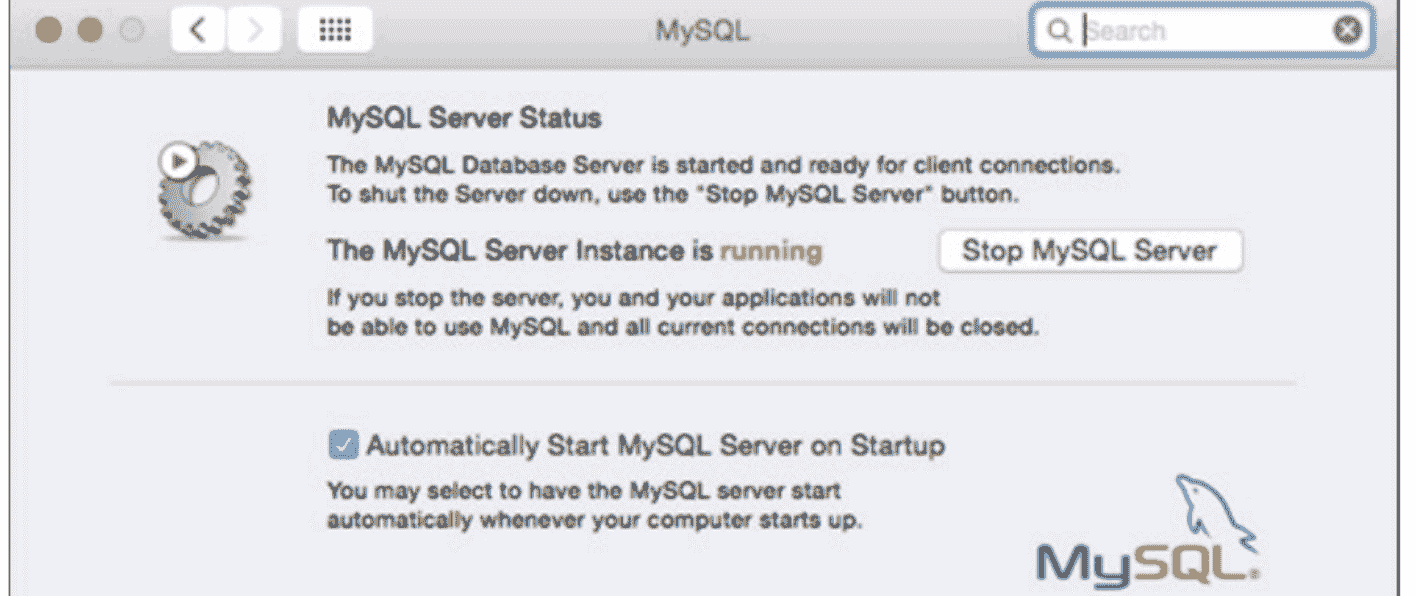 MySQL
Search
MySQL Server Status
The MySQL Database Server is started and ready for client connections.
To shut the Server down, use the "Stop MySQL Server" button.
The MySQL Server Instance is running
Stop MySQL Server
If you stop the server, you and your applications will not
be able to use MySQL and all current connections will be closed.
Automatically Start MySQL Server on Startup
You may select to have the MySQL server start
automatically whenever your computer starts up.
MySQL®